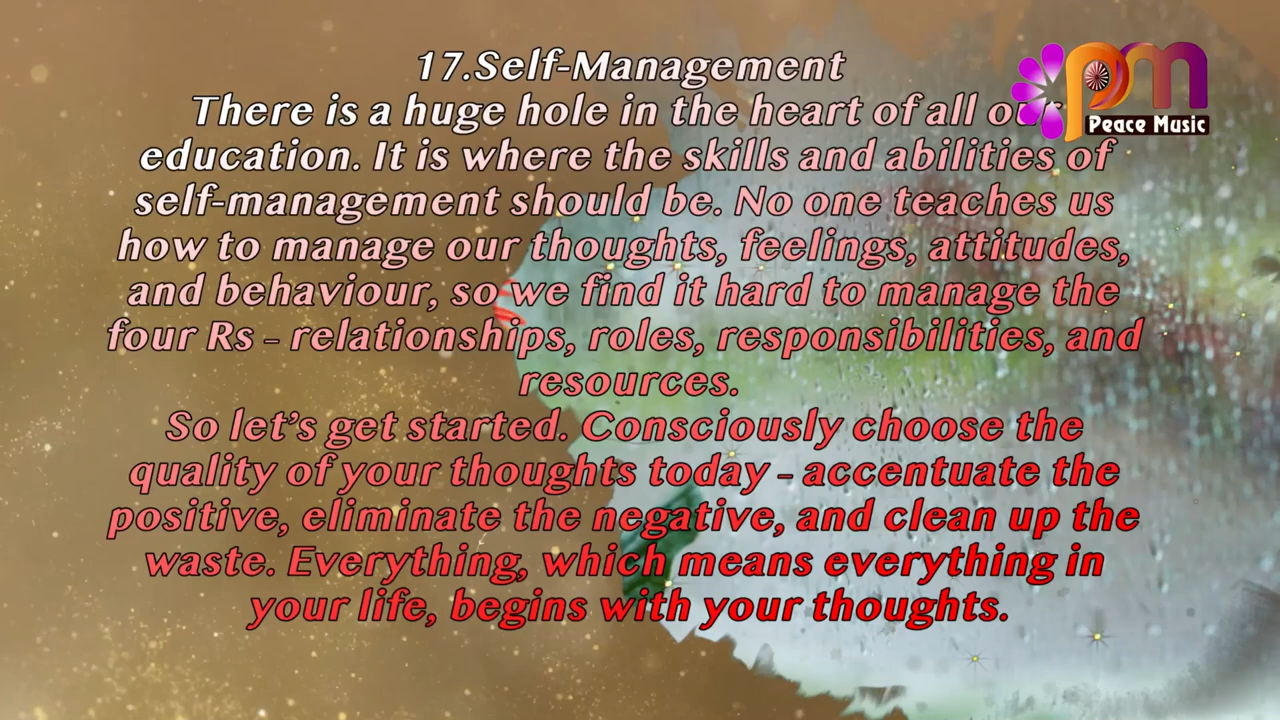 17.Self-Management
There is a huge hole in the heart of all our
education. It is where the skills and abilities of
self-management should be. No one teaches us
how to manage our thoughts, feelings, attitudes,
and behaviour, so we find it hard to manage the
four Rs - relationships, roles, responsibilities, and
resources.
So let's get started. Consciously choose the
quality of your thoughts today - accentuate the
positive, eliminate the negative, and clean up the
waste. Everything, which means everything in
your life, begins with your thoughts.
pm
Peace Music